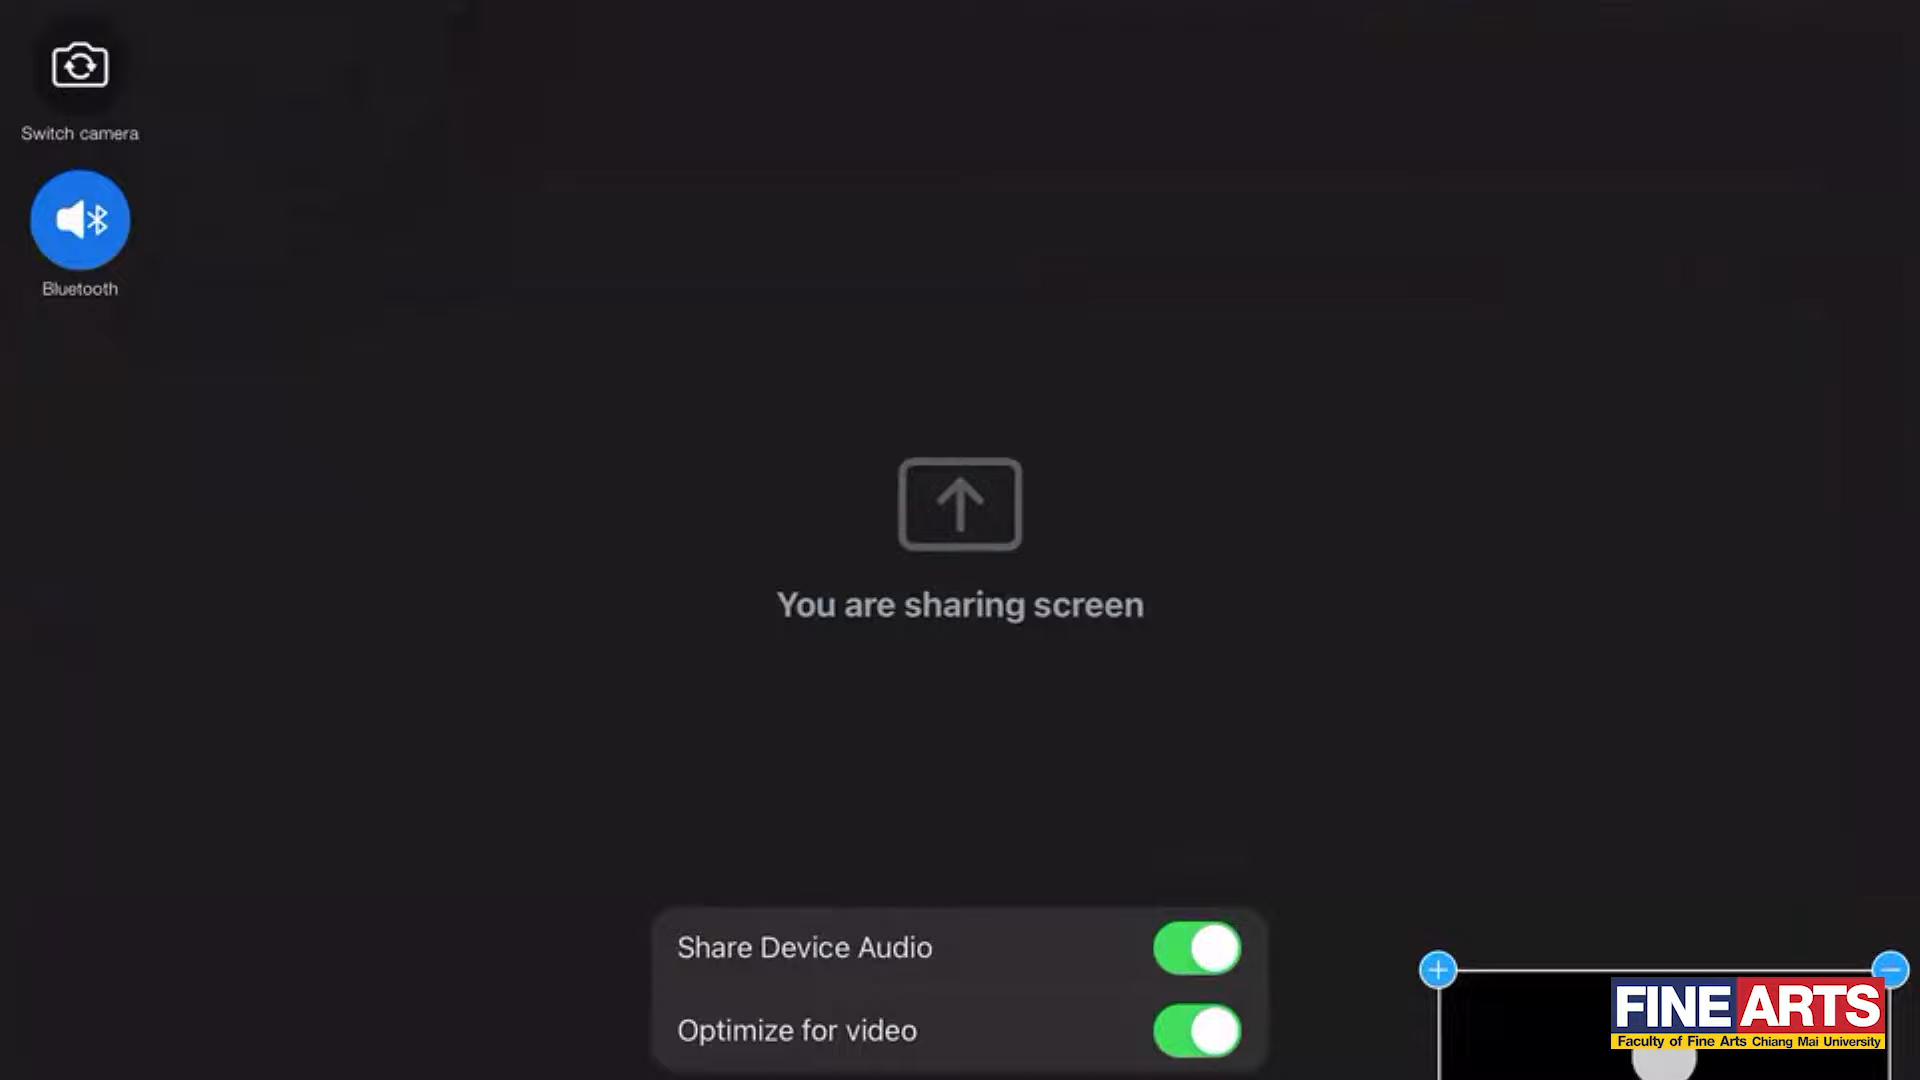 Switch camera
Bluetooth
You are sharing screen
Share Device Audio
Optimize for video
FINE ARTS
Faculty of Fine Arts Chiang Mai University